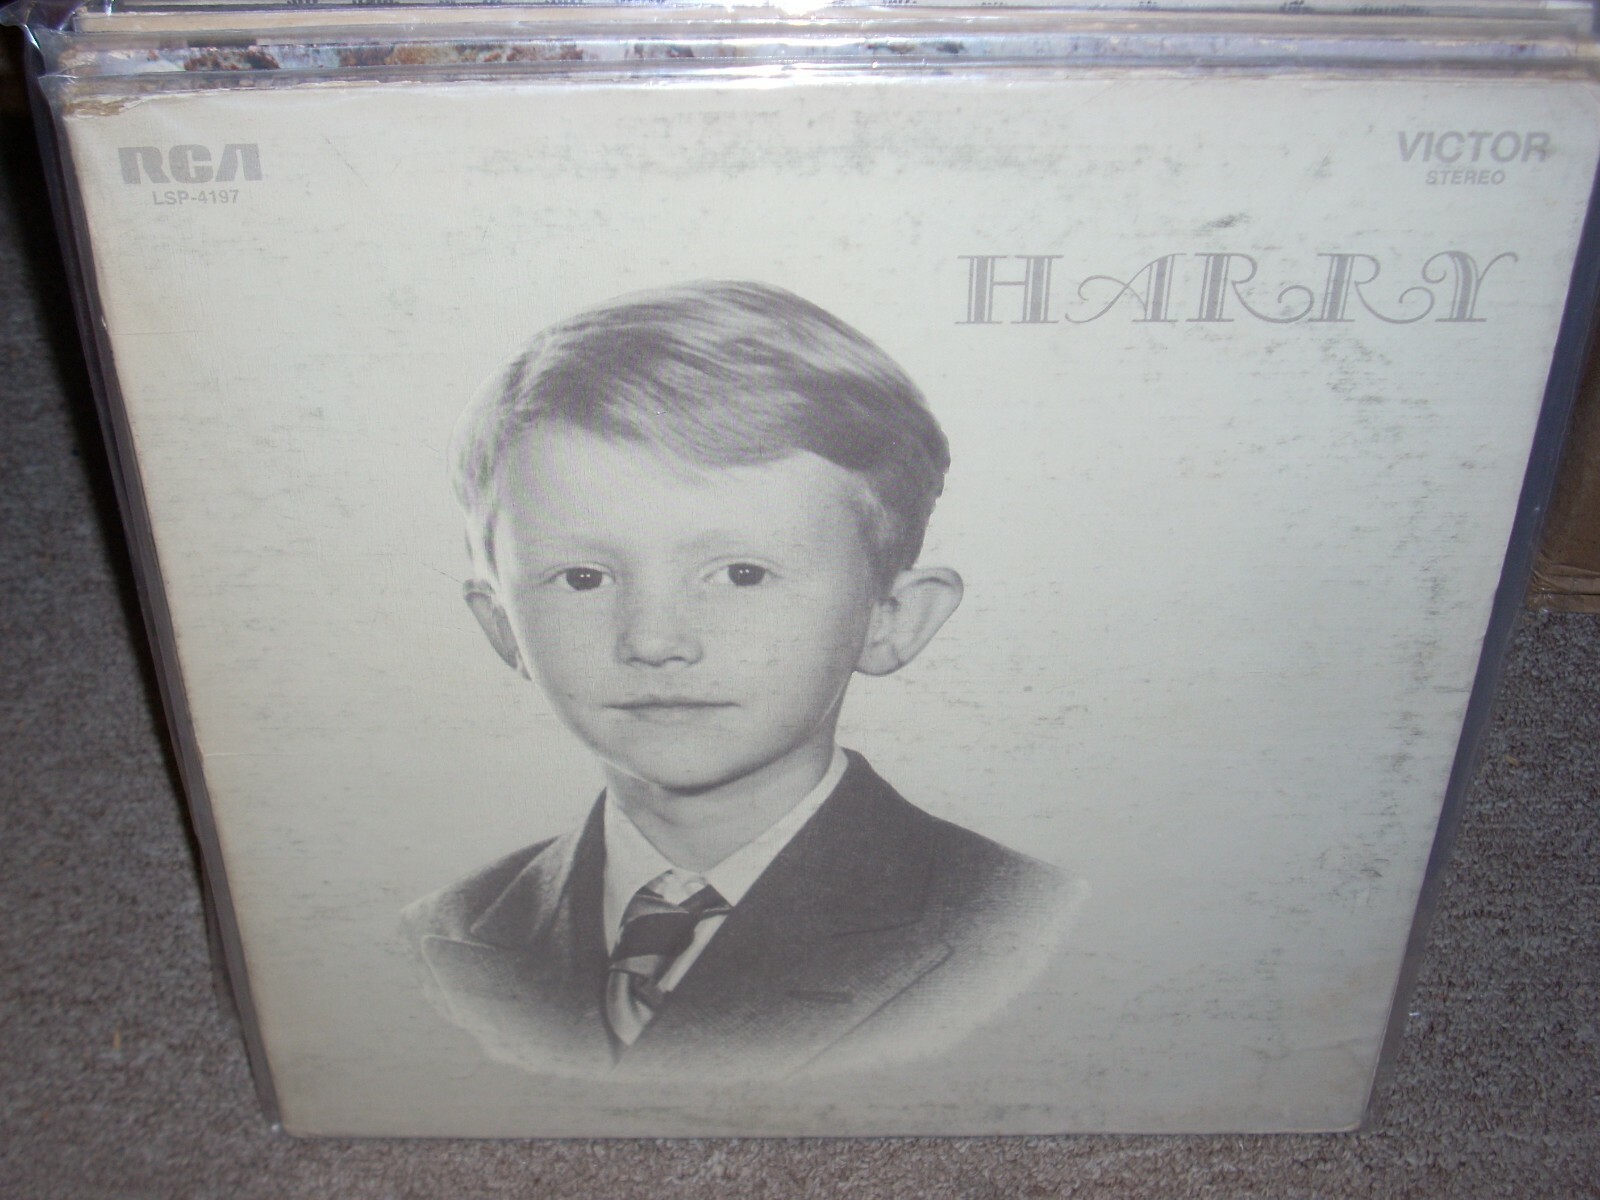 RCA
LSP-4197
VICTOR
STEREO
HARRY